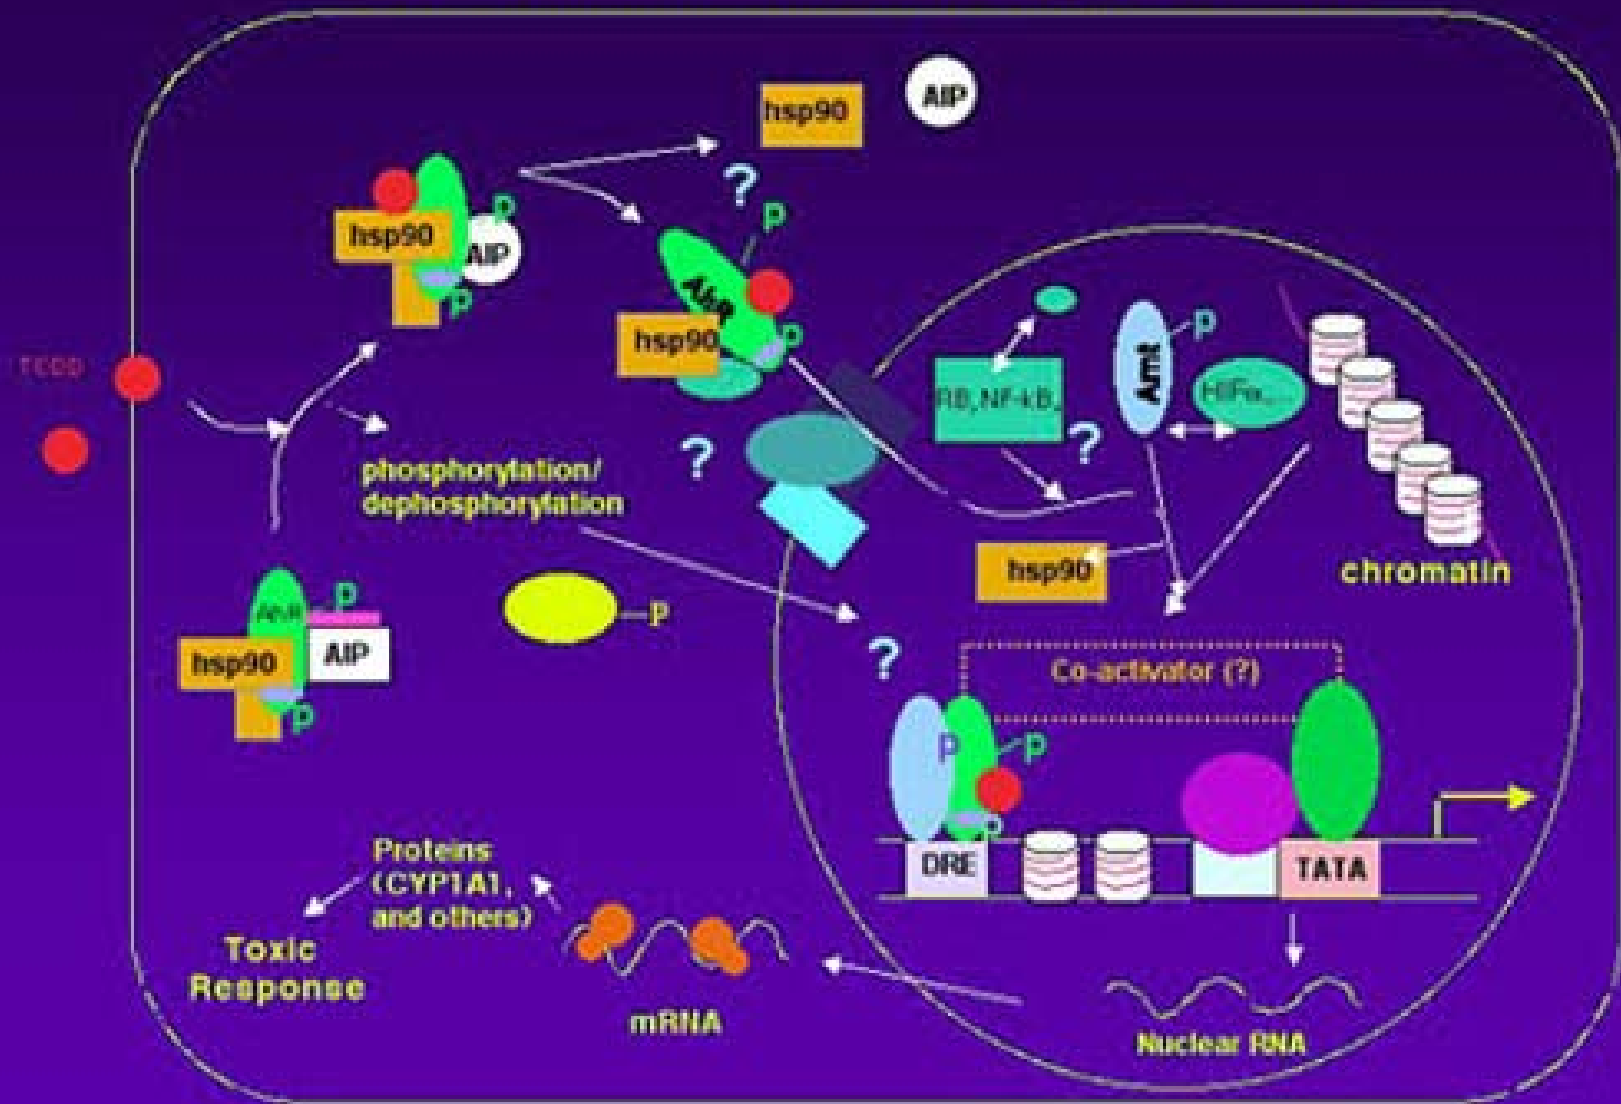 hsp90
AIP
?
p
hsp90
AIP
p
p
AhR
hsp90
p
TCDD
RB, NF-kB,
?
Arnt
p
HIFα,...
?
phosphorylation/
dephosphorylation
hsp90
chromatin
AhR
p
hsp90
AIP
p
p
?
Co-activator (?)
p
p
p
DRE
TATA
Proteins
(CYP1A1,
and others)
Toxic
Response
mRNA
Nuclear RNA